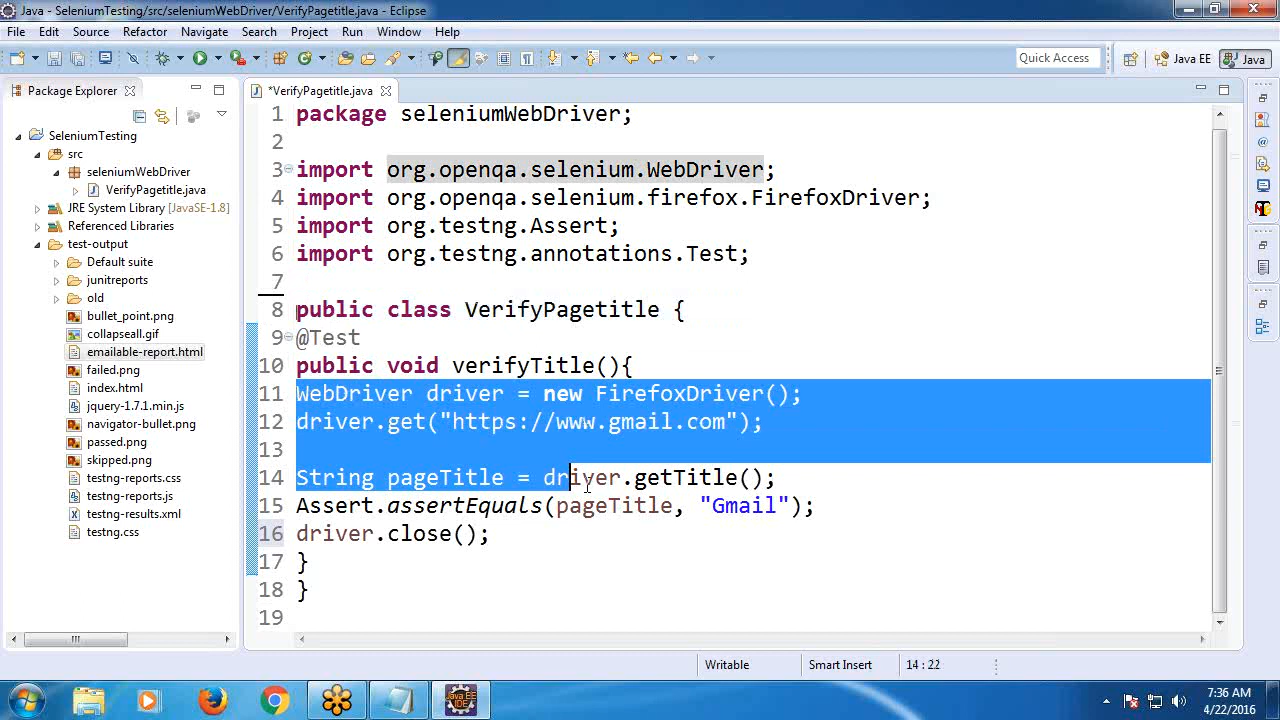 Java - SeleniumTesting/src/seleniumWebDriver/VerifyPagetitle.java - Eclipse
File Edit Source Refactor Navigate Search Project Run Window Help
Quick Access
Java EE
Java
Package Explorer
*VerifyPagetitle.java
SeleniumTesting
src
seleniumWebDriver
VerifyPagetitle.java
JRE System Library [JavaSE-1.8]
Referenced Libraries
test-output
Default suite
junitreports
old
bullet_point.png
collapseall.gif
emailable-report.html
failed.png
index.html
jquery-1.7.1.min.js
navigator-bullet.png
passed.png
skipped.png
testng-reports.css
testng-reports.js
testng-results.xml
testng.css
1 package seleniumWebDriver;
2
3 import org.openqa.selenium.WebDriver;
4 import org.openqa.selenium.firefox.FirefoxDriver;
5 import org.testng.Assert;
6 import org.testng.annotations.Test;
7
8 public class VerifyPagetitle {
9 @Test
10 public void verifyTitle(){
11 WebDriver driver = new FirefoxDriver();
12 driver.get("https://www.gmail.com");
13
14 String pageTitle = driver.getTitle();
15 Assert.assertEquals(pageTitle, "Gmail");
16 driver.close();
17 }
18 }
19
Writable Smart Insert 14 : 22
Java EE
IDE
7:36 AM
4/22/2016